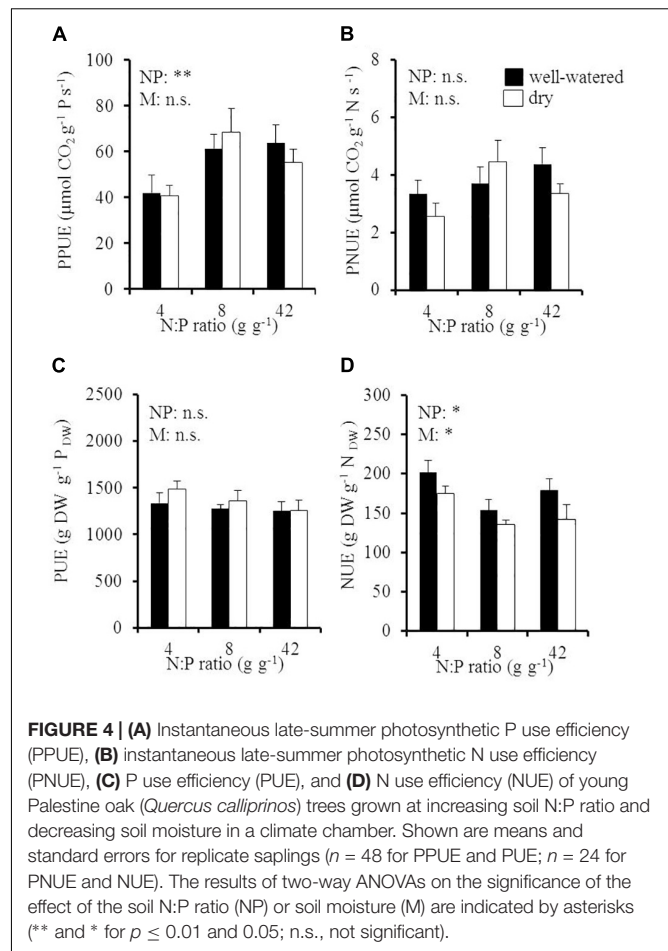 A
PPUE (µmol CO₂ g⁻¹ P s⁻¹)
100
80
60
40
20
0
NP: **
M: n.s.
4 8 42
N:P ratio (g g⁻¹)
B
PNUE (µmol CO₂ g⁻¹ N s⁻¹)
8
6
4
2
0
NP: n.s.
M: n.s.
well-watered
dry
4 8 42
N:P ratio (g g⁻¹)
C
PUE (g DW g⁻¹ P DW)
2500
2000
1500
1000
500
0
NP: n.s.
M: n.s.
4 8 42
N:P ratio (g g⁻¹)
D
NUE (g DW g⁻¹ N DW)
300
250
200
150
100
50
0
NP: *
M: *
4 8 42
N:P ratio (g g⁻¹)
FIGURE 4 | (A) Instantaneous late-summer photosynthetic P use efficiency
(PPUE), (B) instantaneous late-summer photosynthetic N use efficiency
(PNUE), (C) P use efficiency (PUE), and (D) N use efficiency (NUE) of young
Palestine oak (Quercus calliprinos) trees grown at increasing soil N:P ratio and
decreasing soil moisture in a climate chamber. Shown are means and
standard errors for replicate saplings (n = 48 for PPUE and PUE; n = 24 for
PNUE and NUE). The results of two-way ANOVAs on the significance of the
effect of the soil N:P ratio (NP) or soil moisture (M) are indicated by asterisks
(** and * for p ≤ 0.01 and 0.05; n.s., not significant).